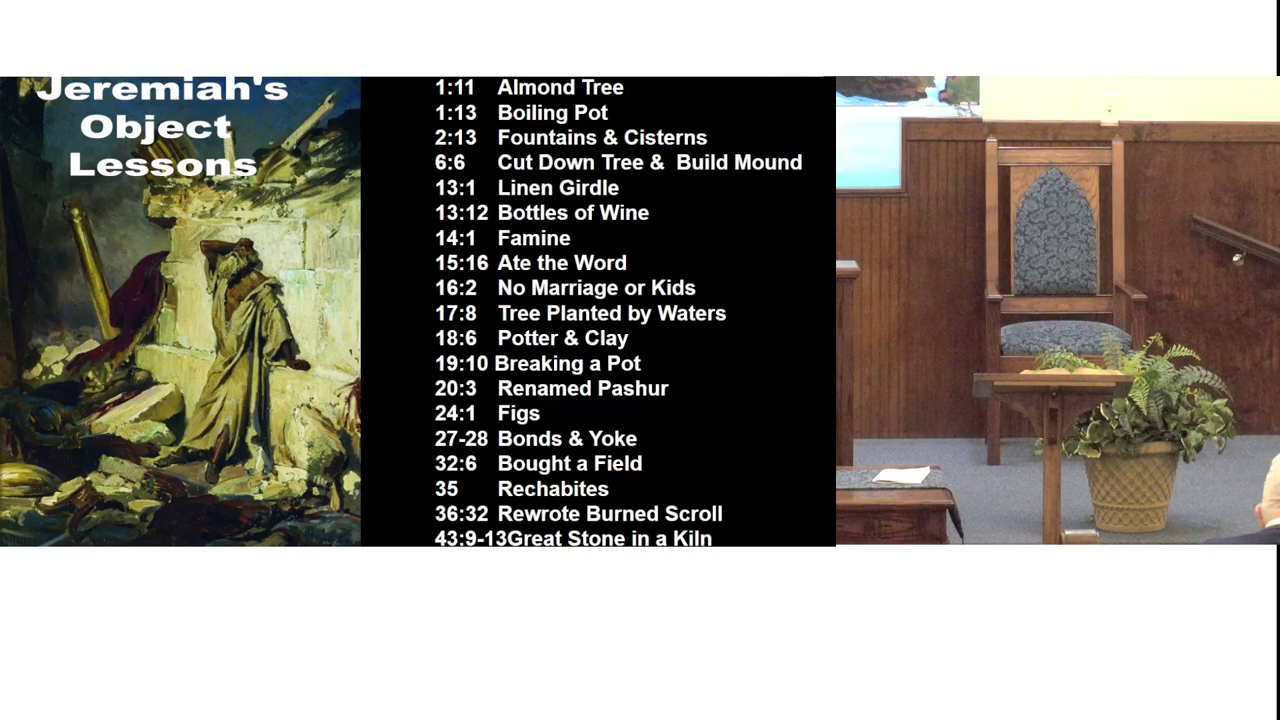 Jeremiah's
Object
Lessons
1:11 Almond Tree
1:13 Boiling Pot
2:13 Fountains & Cisterns
6:6 Cut Down Tree & Build Mound
13:1 Linen Girdle
13:12 Bottles of Wine
14:1 Famine
15:16 Ate the Word
16:2 No Marriage or Kids
17:8 Tree Planted by Waters
18:6 Potter & Clay
19:10 Breaking a Pot
20:3 Renamed Pashur
24:1 Figs
27-28 Bonds & Yoke
32:6 Bought a Field
35 Rechabites
36:32 Rewrote Burned Scroll
43:9-13Great Stone in a Kiln